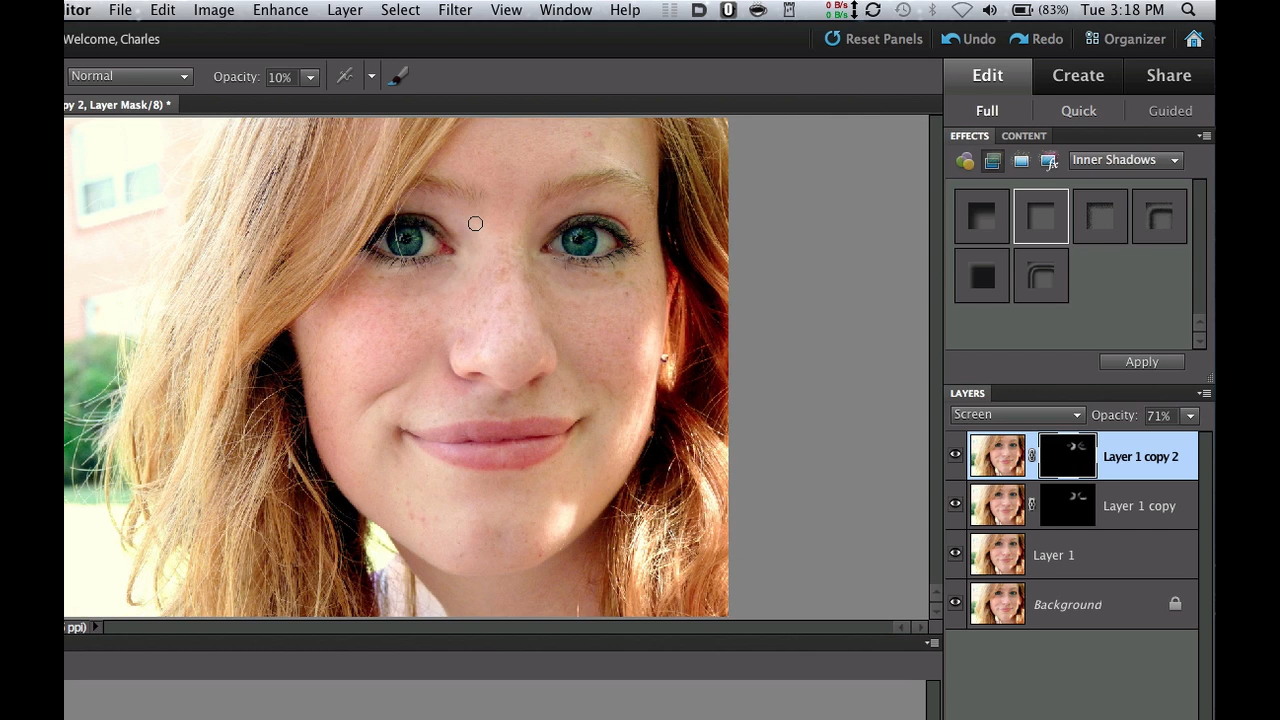 itor File Edit Image Enhance Layer Select Filter View Window Help 0 B/s 0 B/s (83%) Tue 3:18 PM
Welcome, Charles Reset Panels Undo Redo Organizer
Normal Opacity: 10% Edit Create Share
py 2, Layer Mask/8) * Full Quick Guided
EFFECTS CONTENT
Inner Shadows
Apply
LAYERS
Screen Opacity: 71%
Layer 1 copy 2
Layer 1 copy
Layer 1
Background
ppi)